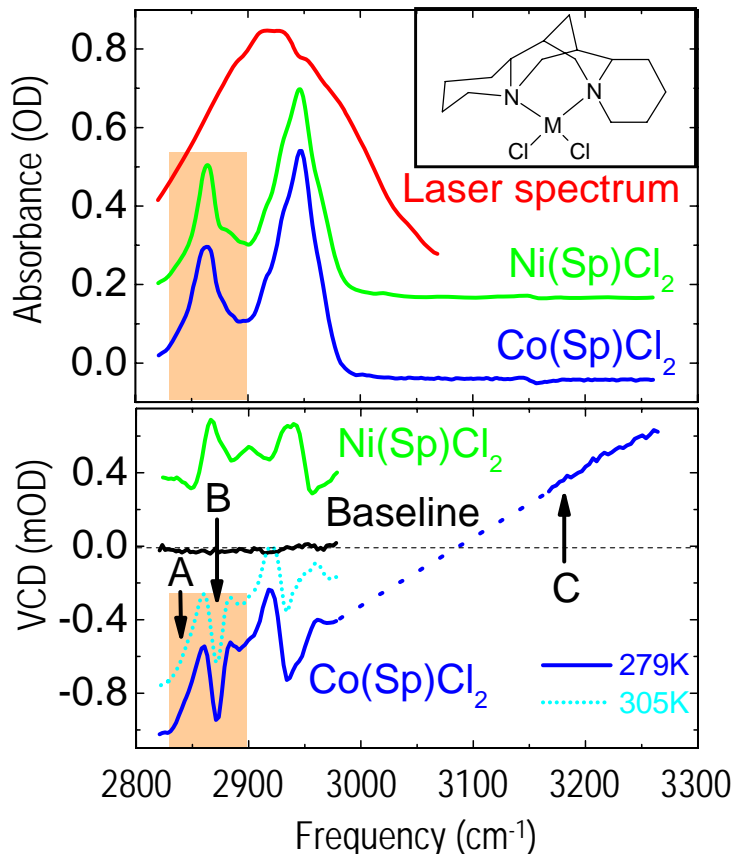 0.8
0.6
0.4
0.2
0.0
Absorbance (OD)
N
N
M
Cl
Cl
Laser spectrum
Ni(Sp)Cl₂
Co(Sp)Cl₂
0.4
0.0
-0.4
-0.8
VCD (mOD)
Ni(Sp)Cl₂
B
Baseline
A
C
Co(Sp)Cl₂
279K
305K
2800 2900 3000 3100 3200 3300
Frequency (cm⁻¹)